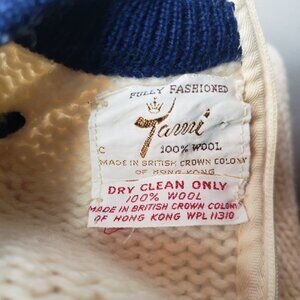 FULLY FASHIONED
Tami
100% WOOL
MADE IN BRITISH CROWN COLONY
OF HONG KONG
DRY CLEAN ONLY
100% WOOL
MADE IN BRITISH CROWN COLONY
OF HONG KONG WPL 11310